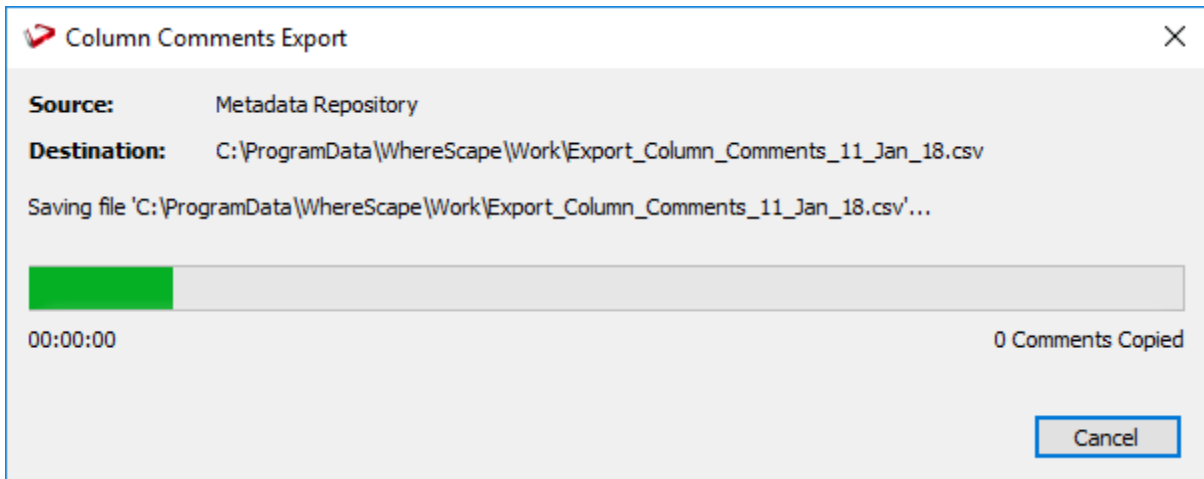 Column Comments Export
Source: Metadata Repository
Destination: C:\ProgramData\WhereScape\Work\Export_Column_Comments_11_Jan_18.csv
Saving file 'C:\ProgramData\WhereScape\Work\Export_Column_Comments_11_Jan_18.csv'...
00:00:00 0 Comments Copied
Cancel